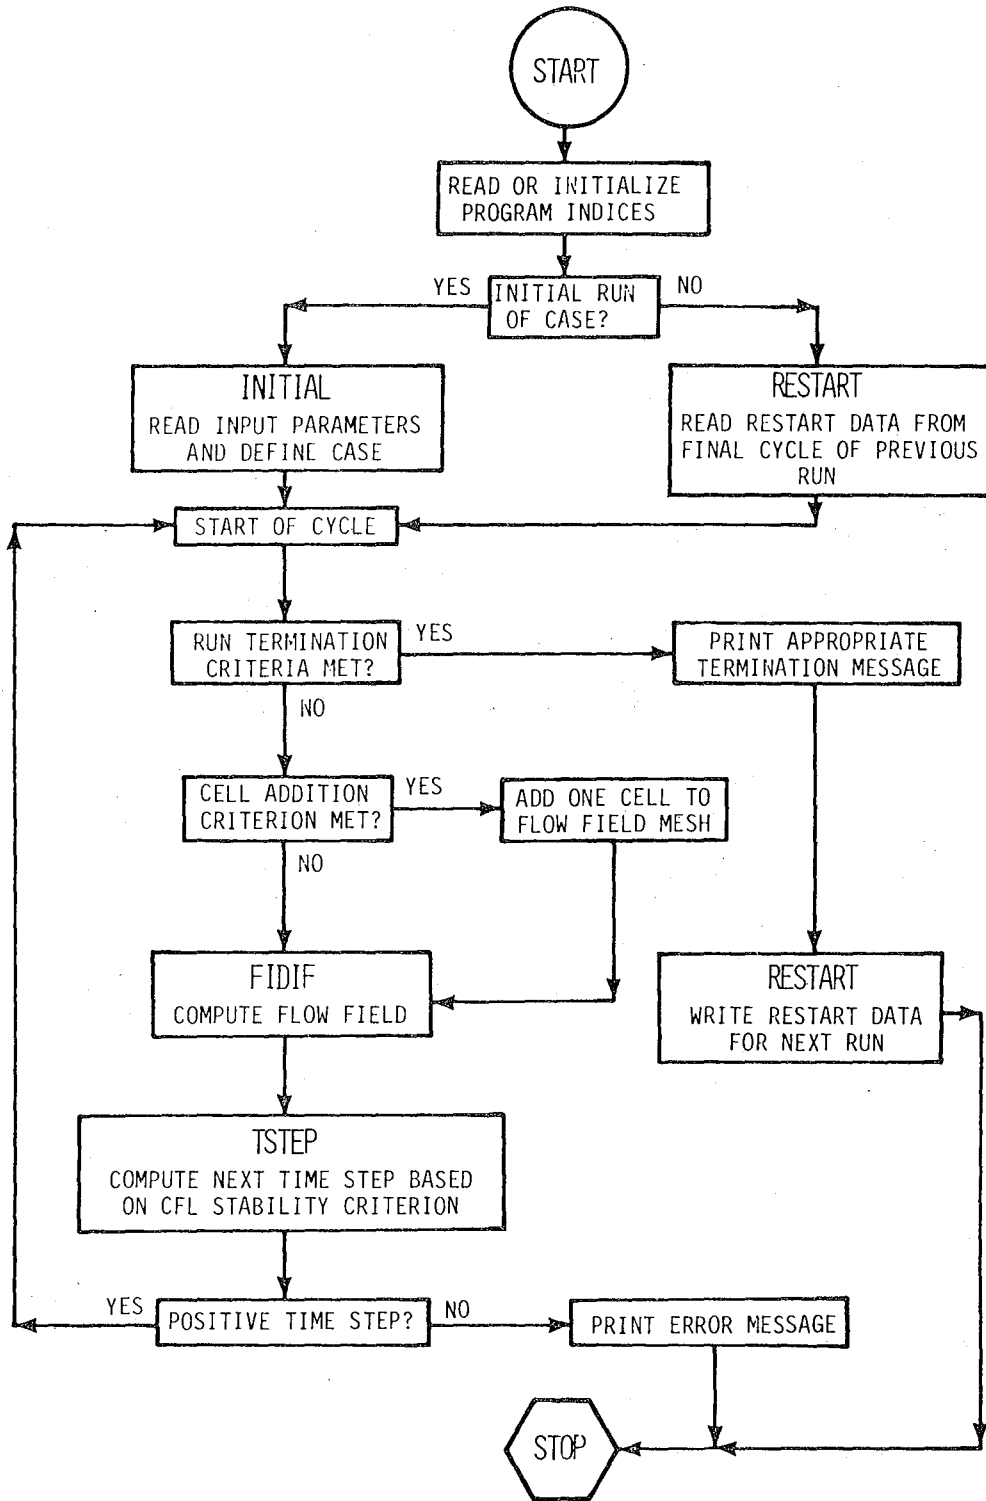 START
READ OR INITIALIZE
PROGRAM INDICES
YES
INITIAL RUN
OF CASE?
NO
INITIAL
READ INPUT PARAMETERS
AND DEFINE CASE
RESTART
READ RESTART DATA FROM
FINAL CYCLE OF PREVIOUS
RUN
START OF CYCLE
RUN TERMINATION
CRITERIA MET?
YES
PRINT APPROPRIATE
TERMINATION MESSAGE
NO
CELL ADDITION
CRITERION MET?
YES
ADD ONE CELL TO
FLOW FIELD MESH
NO
FIDIF
COMPUTE FLOW FIELD
RESTART
WRITE RESTART DATA
FOR NEXT RUN
TSTEP
COMPUTE NEXT TIME STEP BASED
ON CFL STABILITY CRITERION
YES
POSITIVE TIME STEP?
NO
PRINT ERROR MESSAGE
STOP